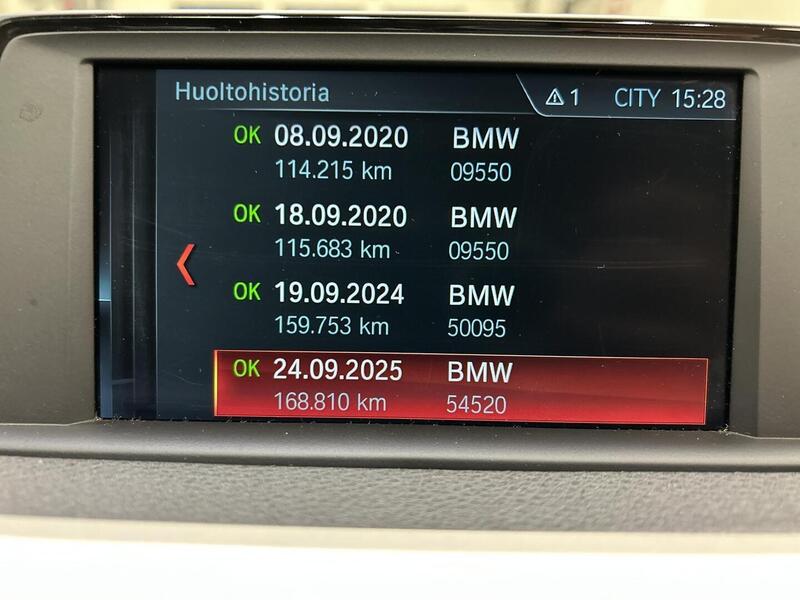 Huoltohistoria ⚠ 1 CITY 15:28
OK 08.09.2020 BMW
114.215 km 09550
OK 18.09.2020 BMW
115.683 km 09550
OK 19.09.2024 BMW
159.753 km 50095
OK 24.09.2025 BMW
168.810 km 54520